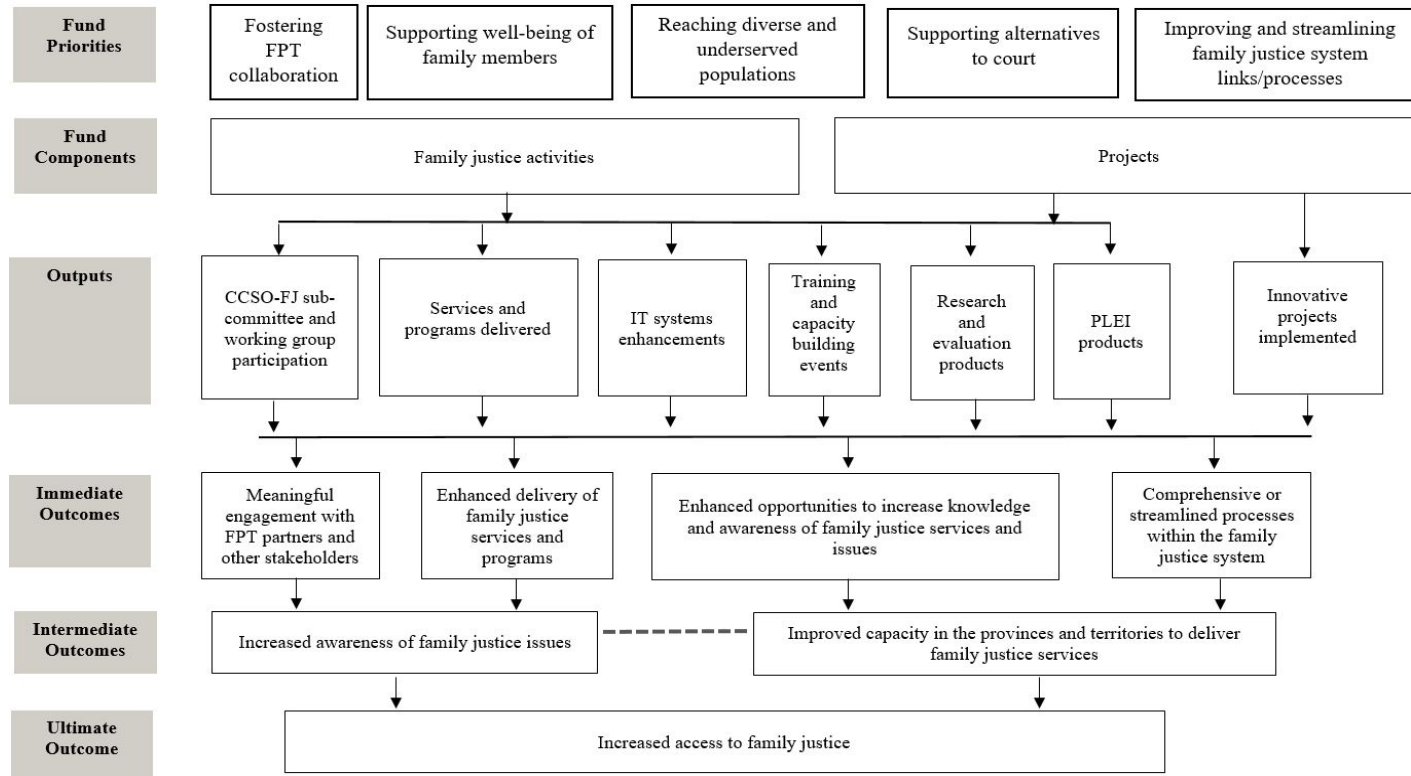 Fund
Priorities
Fostering
FPT
collaboration
Supporting well-being of
family members
Reaching diverse and
underserved
populations
Supporting alternatives
to court
Improving and streamlining
family justice system
links/processes
Fund
Components
Family justice activities
Projects
Outputs
CCSO-FJ sub-
committee and
working group
participation
Services and
programs delivered
IT systems
enhancements
Training
and
capacity
building
events
Research
and
evaluation
products
PLEI
products
Innovative
projects
implemented
Immediate
Outcomes
Meaningful
engagement with
FPT partners and
other stakeholders
Enhanced delivery of
family justice
services and
programs
Enhanced opportunities to increase knowledge
and awareness of family justice services and
issues
Comprehensive or
streamlined processes
within the family
justice system
Intermediate
Outcomes
Increased awareness of family justice issues
Improved capacity in the provinces and territories to deliver
family justice services
Ultimate
Outcome
Increased access to family justice